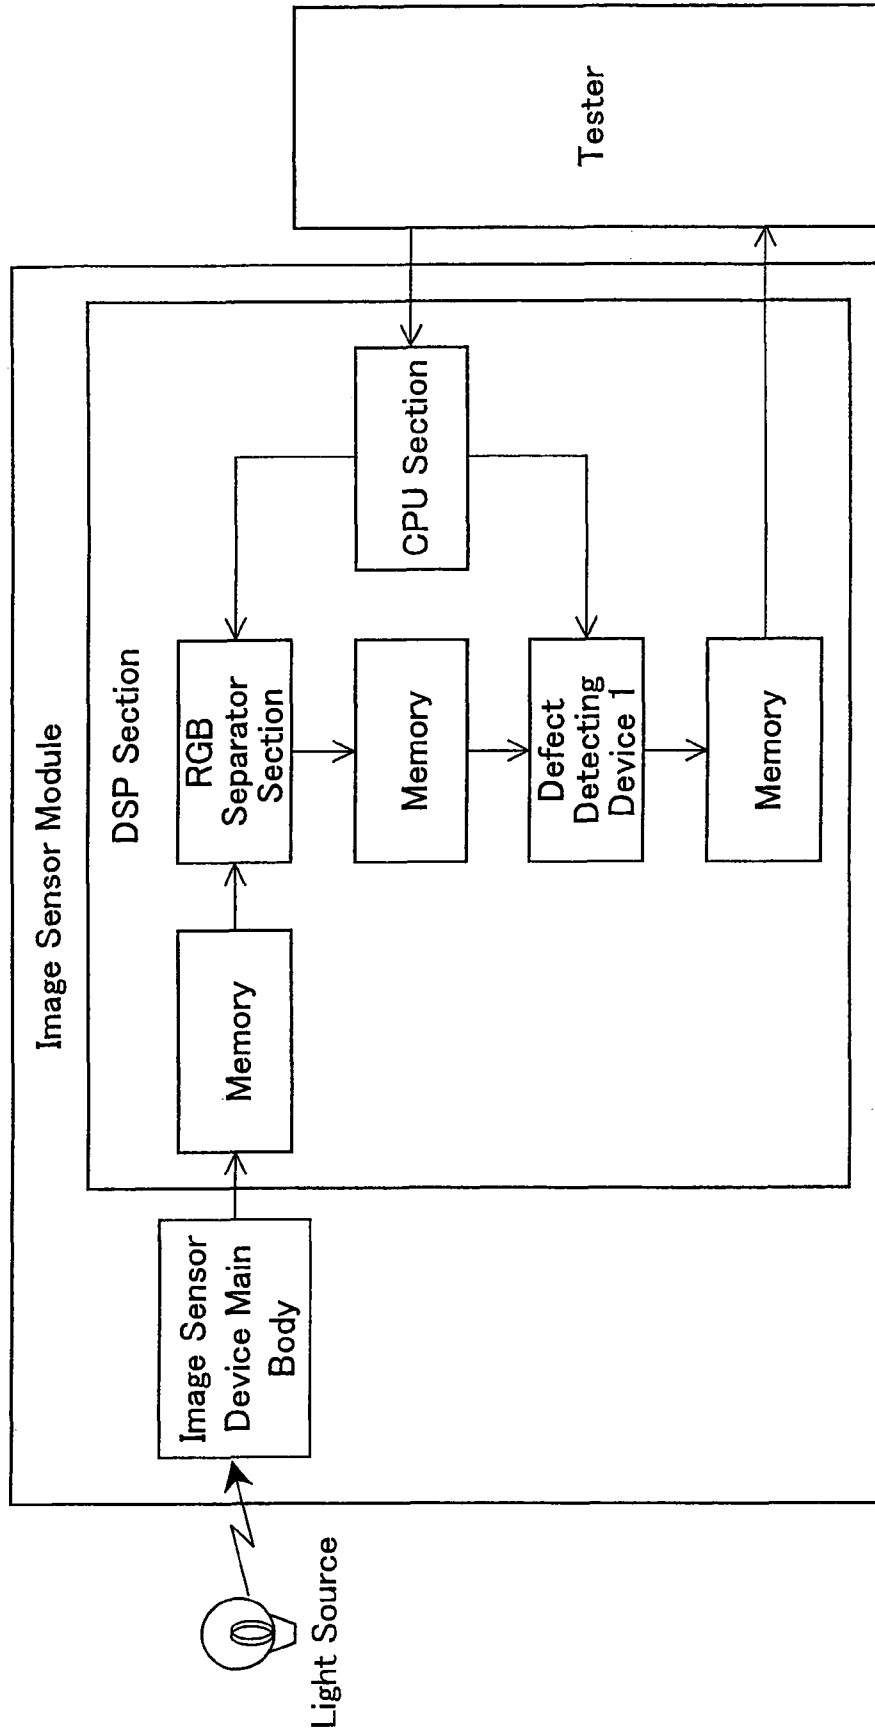 Image Sensor Module
DSP Section
Light Source
Image Sensor
Device Main
Body
Memory
RGB
Separator
Section
Memory
Defect
Detecting
Device 1
Memory
CPU Section
Tester